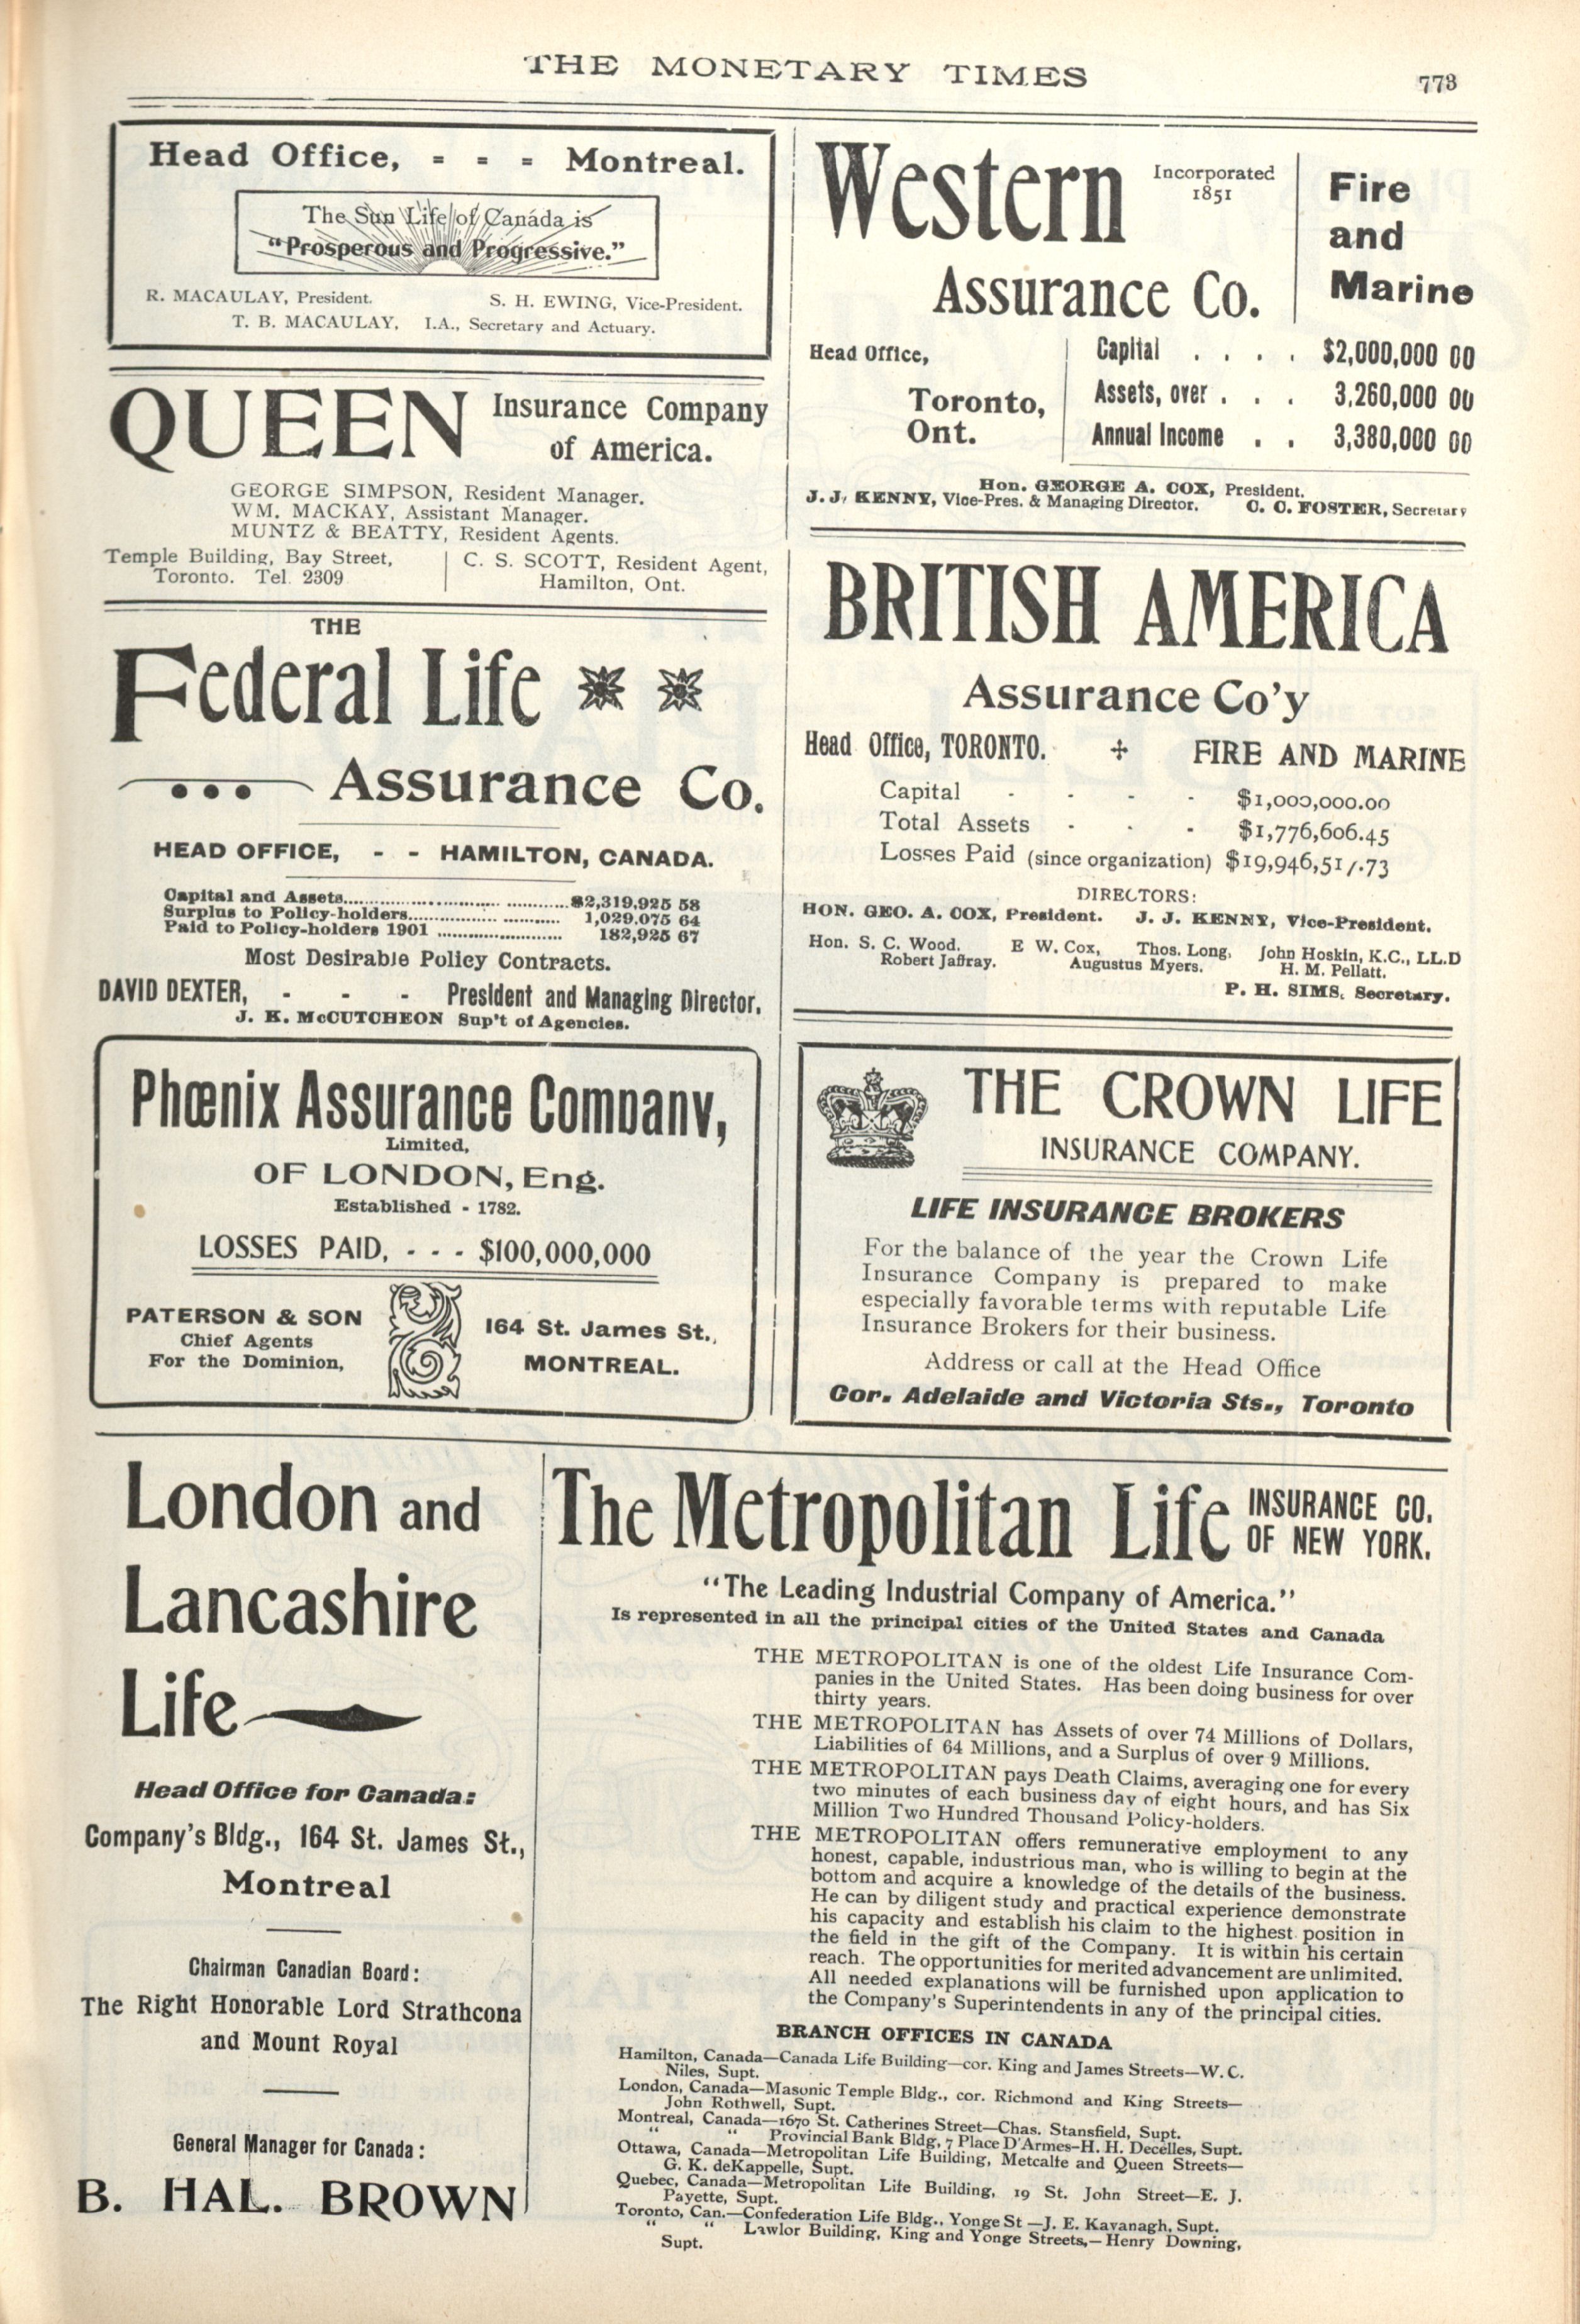 THE MONETARY TIMES
773
Head Office, = = = Montreal.
The Sun Life of Canada is
"Prosperous and Progressive."
R. MACAULAY, President.
S. H. EWING, Vice-President.
T. B. MACAULAY, I.A., Secretary and Actuary.
QUEEN Insurance Company
of America.
GEORGE SIMPSON, Resident Manager.
WM. MACKAY, Assistant Manager.
MUNTZ & BEATTY, Resident Agents.
Temple Building, Bay Street,
Toronto. Tel. 2309
C. S. SCOTT, Resident Agent,
Hamilton, Ont.
THE
Federal Life
Assurance Co.
HEAD OFFICE, - - HAMILTON, CANADA.
Capital and Assets........ $2,319,925 58
Surplus to Policy-holders........ 1,029,075 64
Paid to Policy-holders 1901 ........ 182,925 67
Most Desirable Policy Contracts.
DAVID DEXTER, - - - President and Managing Director.
J. K. McCUTCHEON Sup't of Agencies.
Phœnix Assurance Company,
Limited,
OF LONDON, Eng.
Established - 1782.
LOSSES PAID, - - - $100,000,000
PATERSON & SON
Chief Agents
For the Dominion,
164 St. James St.,
MONTREAL.
Western
Incorporated
1851
Assurance Co.
Fire
and
Marine
Head Office,
Toronto,
Ont.
Capital . . . . $2,000,000 00
Assets, over . . . 3,260,000 00
Annual Income . . 3,380,000 00
Hon. GEORGE A. COX, President.
J. J. KENNY, Vice-Pres. & Managing Director. C. C. FOSTER, Secretary
BRITISH AMERICA
Assurance Co'y
Head Office, TORONTO. ✢ FIRE AND MARINE
Capital - - - - $1,000,000.00
Total Assets - - - $1,776,606.45
Losses Paid (since organization) $19,946,517.73
DIRECTORS:
HON. GEO. A. COX, President. J. J. KENNY, Vice-President.
Hon. S. C. Wood. E W. Cox, Thos. Long, John Hoskin, K.C., LL.D
Robert Jaffray. Augustus Myers. H. M. Pellatt.
P. H. SIMS, Secretary.
THE CROWN LIFE
INSURANCE COMPANY.
LIFE INSURANCE BROKERS
For the balance of the year the Crown Life
Insurance Company is prepared to make
especially favorable terms with reputable Life
Insurance Brokers for their business.
Address or call at the Head Office
Cor. Adelaide and Victoria Sts., Toronto
London and
Lancashire
Life
Head Office for Canada:
Company's Bldg., 164 St. James St.,
Montreal
Chairman Canadian Board:
The Right Honorable Lord Strathcona
and Mount Royal
General Manager for Canada:
B. HAL. BROWN
The Metropolitan Life INSURANCE CO.
OF NEW YORK.
"The Leading Industrial Company of America."
Is represented in all the principal cities of the United States and Canada
THE METROPOLITAN is one of the oldest Life Insurance Com-
panies in the United States. Has been doing business for over
thirty years.
THE METROPOLITAN has Assets of over 74 Millions of Dollars,
Liabilities of 64 Millions, and a Surplus of over 9 Millions.
THE METROPOLITAN pays Death Claims, averaging one for every
two minutes of each business day of eight hours, and has Six
Million Two Hundred Thousand Policy-holders.
THE METROPOLITAN offers remunerative employment to any
honest, capable, industrious man, who is willing to begin at the
bottom and acquire a knowledge of the details of the business.
He can by diligent study and practical experience demonstrate
his capacity and establish his claim to the highest position in
the field in the gift of the Company. It is within his certain
reach. The opportunities for merited advancement are unlimited.
All needed explanations will be furnished upon application to
the Company's Superintendents in any of the principal cities.
BRANCH OFFICES IN CANADA
Hamilton, Canada—Canada Life Building—cor. King and James Streets—W. C.
Niles, Supt.
London, Canada—Masonic Temple Bldg., cor. Richmond and King Streets—
John Rothwell, Supt.
Montreal, Canada—1670 St. Catherines Street—Chas. Stansfield, Supt.
" " Provincial Bank Bldg, 7 Place D'Armes—H. H. Decelles, Supt.
Ottawa, Canada—Metropolitan Life Building, Metcalfe and Queen Streets—
G. K. deKappelle, Supt.
Quebec, Canada—Metropolitan Life Building, 19 St. John Street—E. J.
Payette, Supt.
Toronto, Can.—Confederation Life Bldg., Yonge St —J. E. Kavanagh, Supt.
" " Lawlor Building, King and Yonge Streets,—Henry Downing,
Supt.